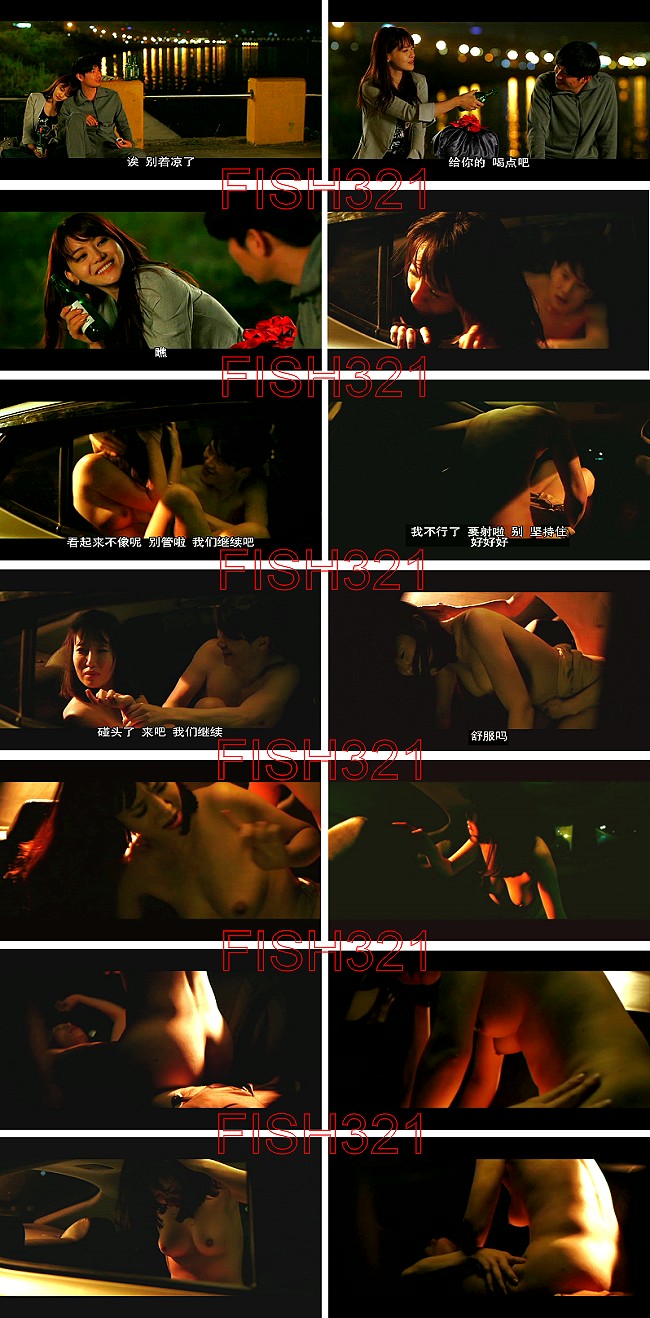 诶 别着凉了
给你的 喝点吧
FISH321
瞧
FISH321
看起来不像呢 别管啦 我们继续吧
我不行了 要射啦 别 坚持住
好好好
FISH321
碰头了 来吧 我们继续
舒服吗
FISH321
FISH321
FISH321